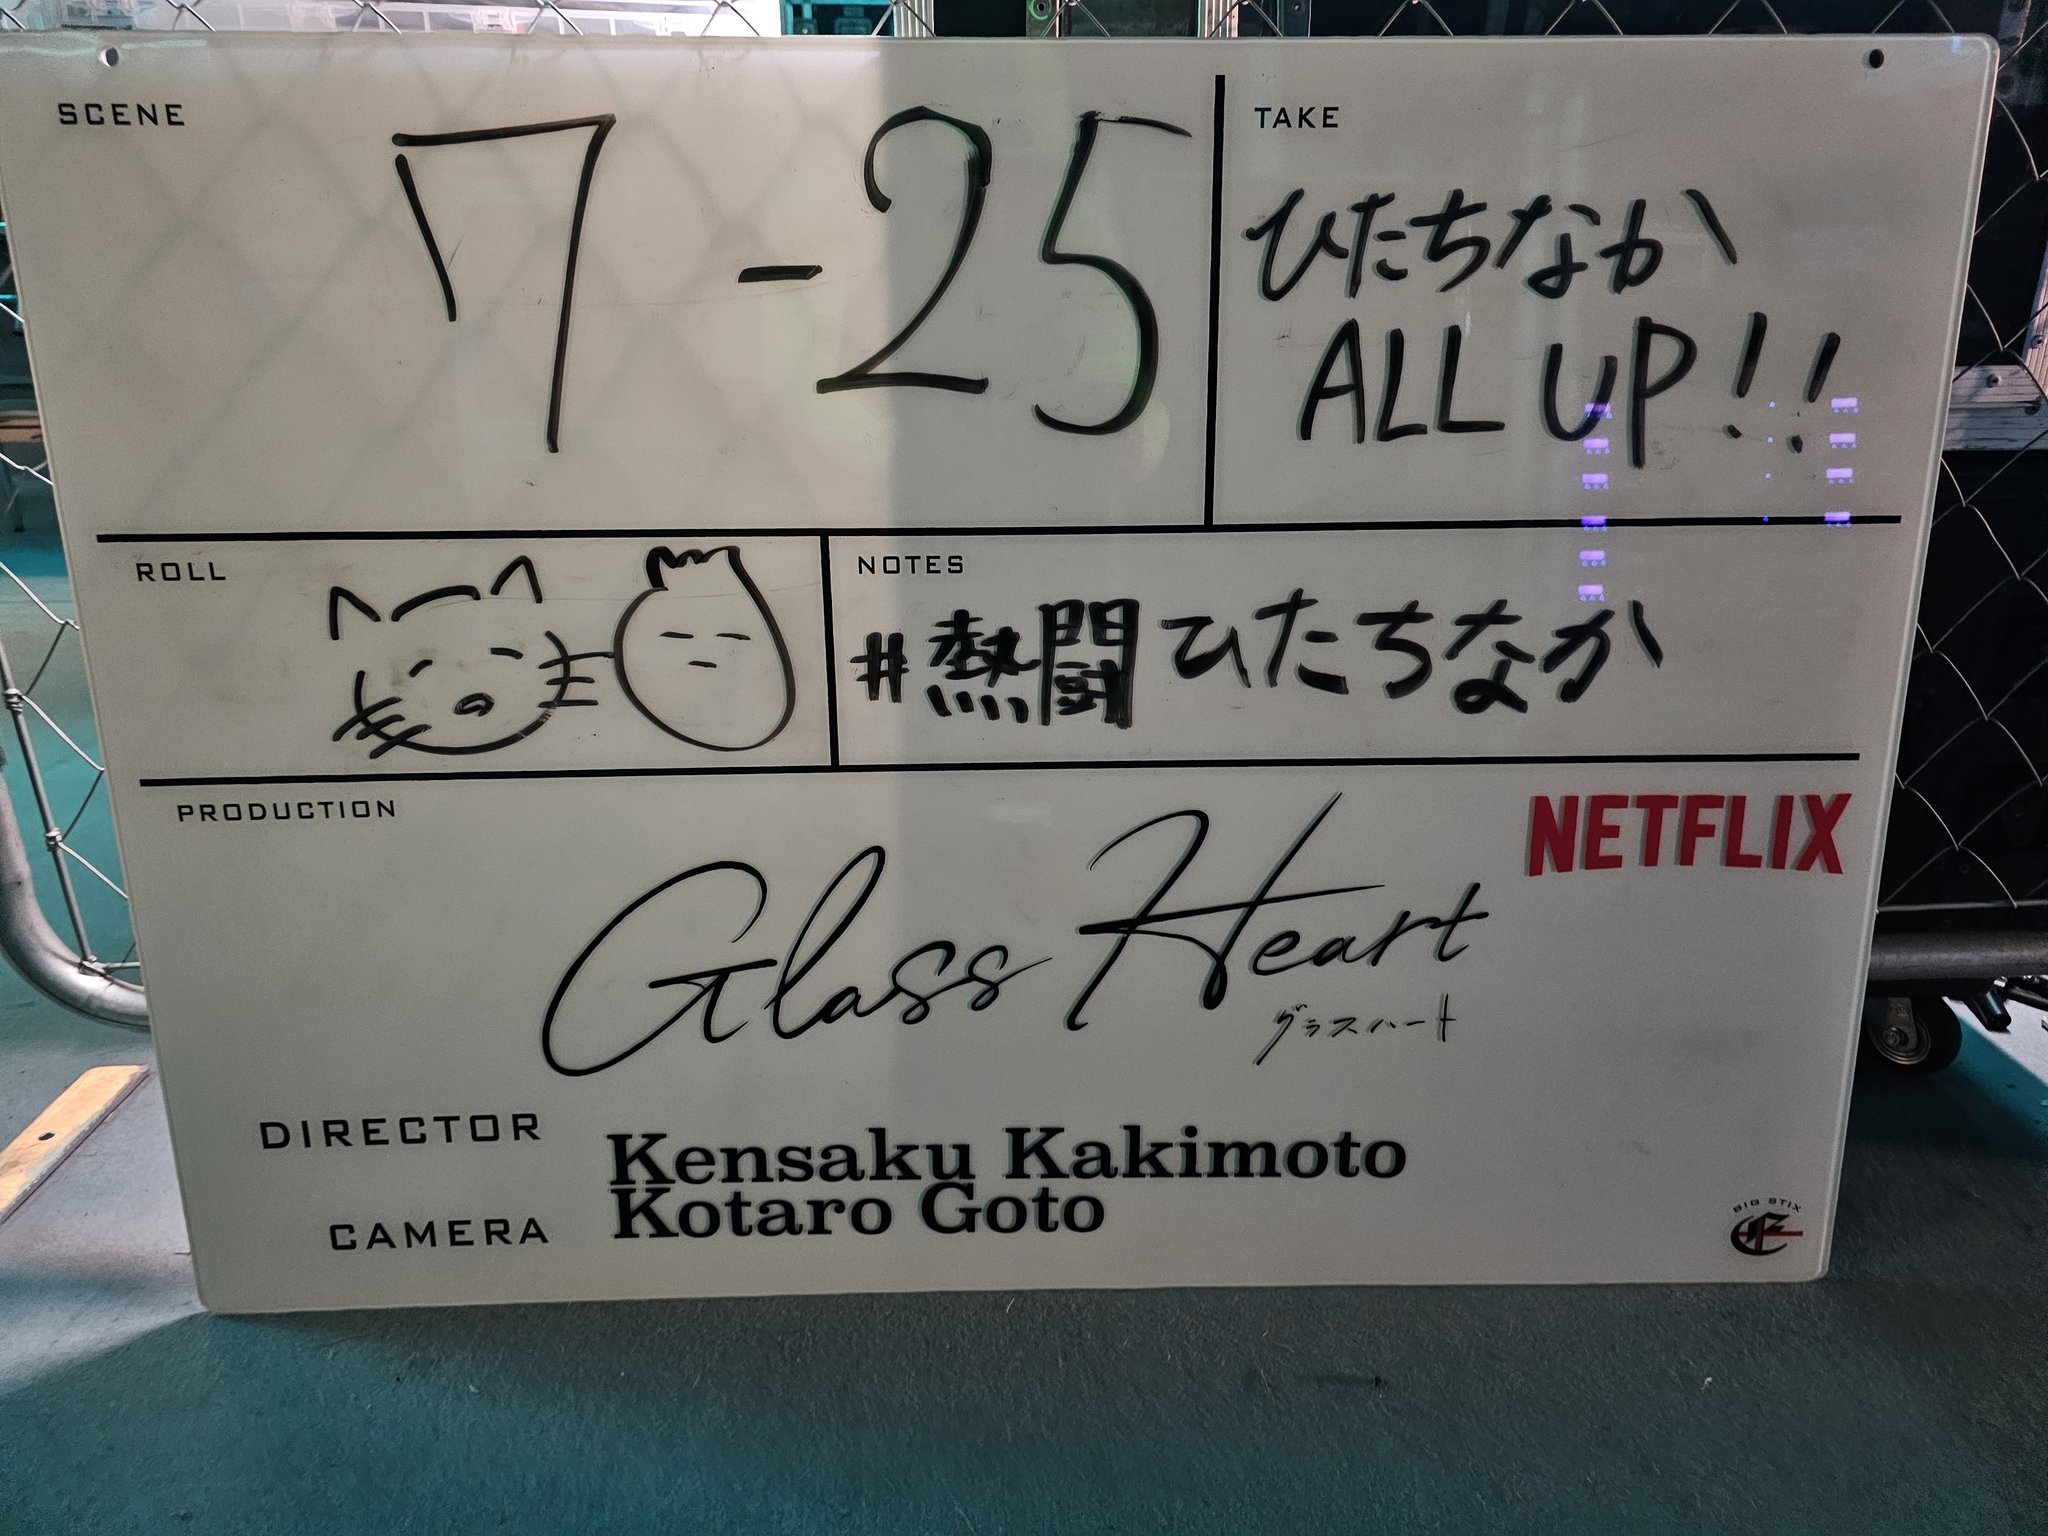 SCENE
7-25
TAKE
ひたちなか
ALL UP!!
ROLL
NOTES
#熱闘ひたちなか
PRODUCTION
NETFLIX
Glass Heart
グラスハート
DIRECTOR
Kensaku Kakimoto
CAMERA
Kotaro Goto
BIG STIX